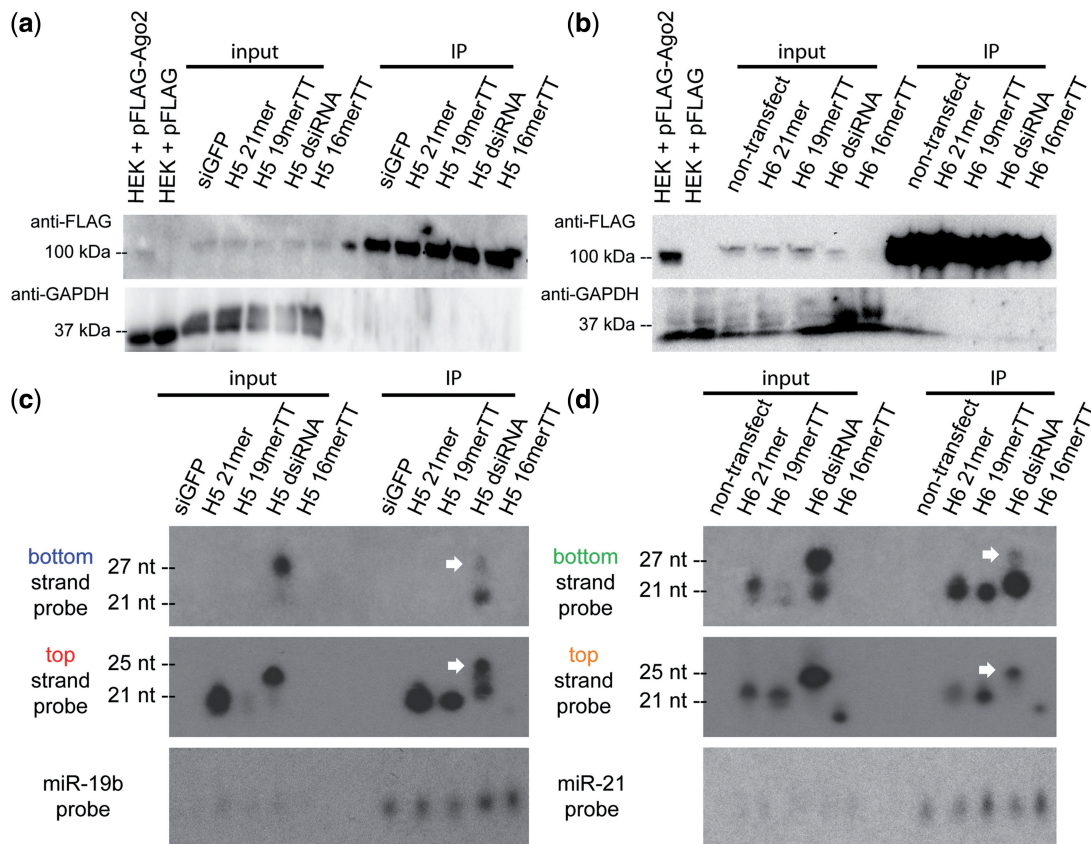 (a)
HEK + pFLAG-Ago2
HEK + pFLAG
input
siGFP
H5 21mer
H5 19merTT
H5 dsiRNA
H5 16merTT
IP
siGFP
H5 21mer
H5 19merTT
H5 dsiRNA
H5 16merTT
anti-FLAG
100 kDa --
anti-GAPDH
37 kDa --
(b)
HEK + pFLAG-Ago2
HEK + pFLAG
input
non-transfect
H6 21mer
H6 19merTT
H6 dsiRNA
H6 16merTT
IP
non-transfect
H6 21mer
H6 19merTT
H6 dsiRNA
H6 16merTT
anti-FLAG
100 kDa --
anti-GAPDH
37 kDa --
(c)
input
siGFP
H5 21mer
H5 19merTT
H5 dsiRNA
H5 16merTT
IP
siGFP
H5 21mer
H5 19merTT
H5 dsiRNA
H5 16merTT
bottom
strand
probe
27 nt --
21 nt --
top
strand
probe
25 nt --
21 nt --
miR-19b
probe
(d)
input
non-transfect
H6 21mer
H6 19merTT
H6 dsiRNA
H6 16merTT
IP
non-transfect
H6 21mer
H6 19merTT
H6 dsiRNA
H6 16merTT
bottom
strand
probe
27 nt --
21 nt --
top
strand
probe
25 nt --
21 nt --
miR-21
probe